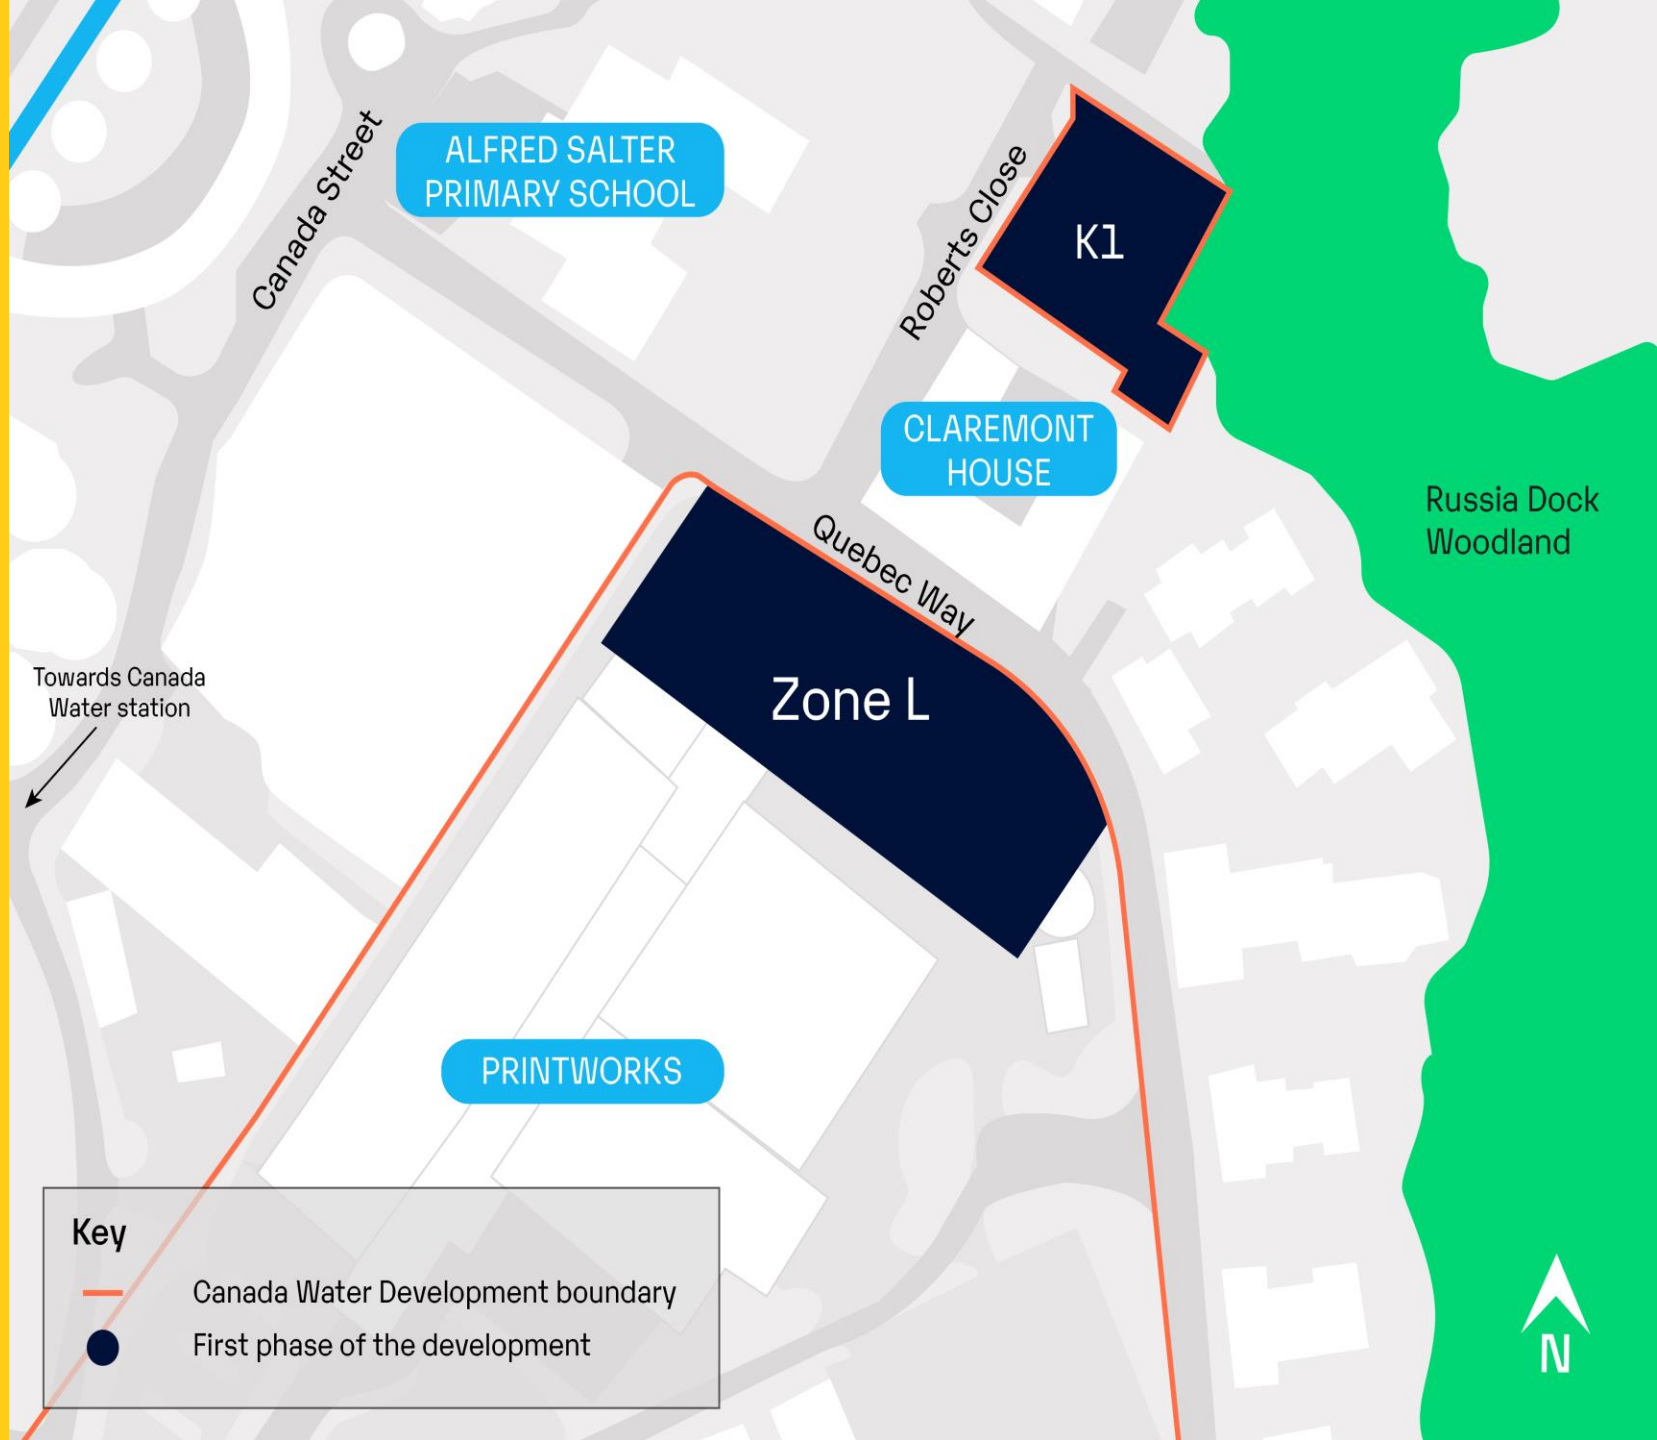 ALFRED SALTER
PRIMARY SCHOOL
Canada Street
Roberts Close
K1
CLAREMONT
HOUSE
Russia Dock
Woodland
Quebec Way
Zone L
Towards Canada
Water station
PRINTWORKS
Key
Canada Water Development boundary
First phase of the development
N